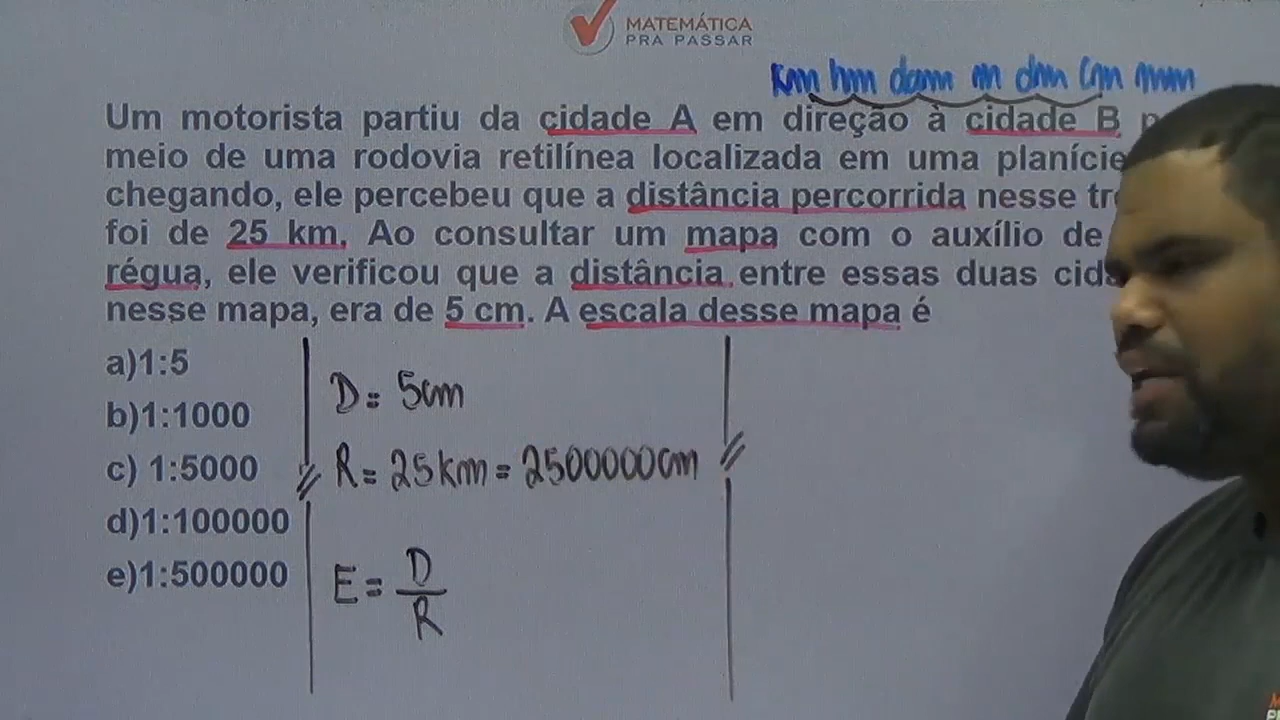 MATEMÁTICA
PRA PASSAR
Km hm dam m dm cm mm
Um motorista partiu da cidade A em direção à cidade B
meio de uma rodovia retilínea localizada em uma planície
chegando, ele percebeu que a distância percorrida nesse
foi de 25 km. Ao consultar um mapa com o auxílio de
régua, ele verificou que a distância entre essas duas
nesse mapa, era de 5 cm. A escala desse mapa é
a)1:5
b)1:1000
c) 1:5000
d)1:100000
e)1:500000
D = 5cm
R = 25km = 2500000cm
E = D
R